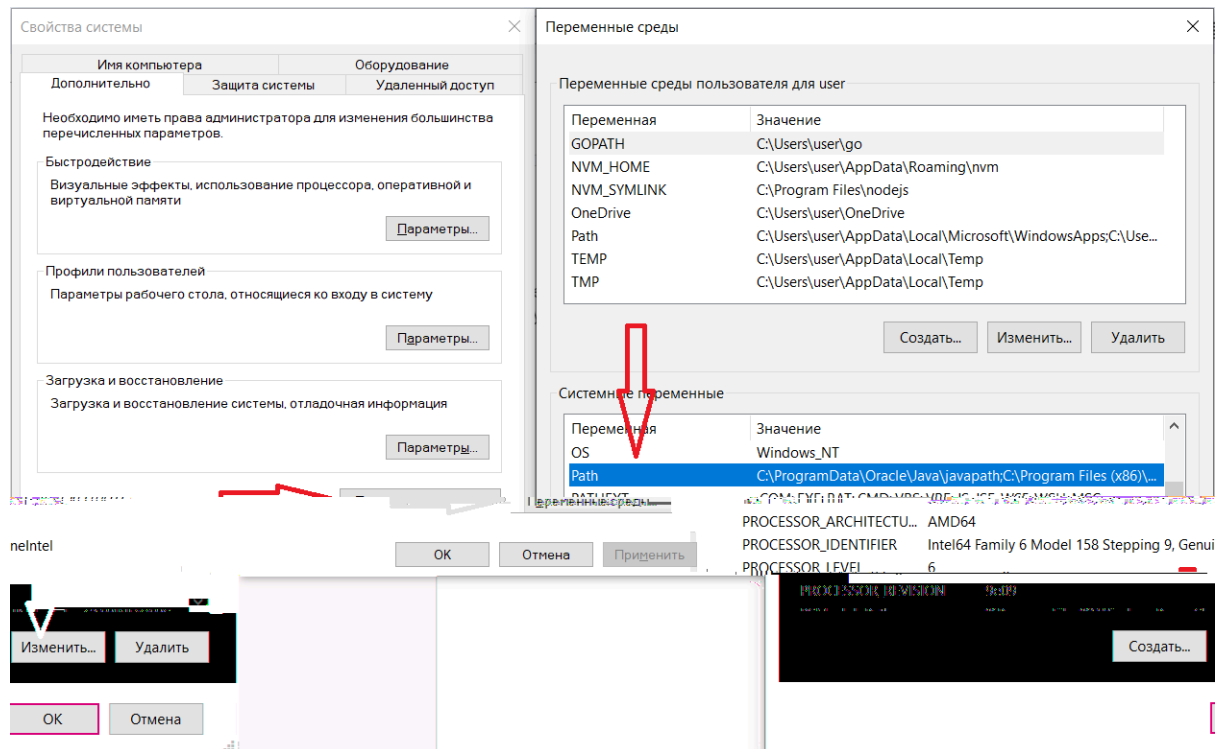 Свойства системы
Имя компьютера
Оборудование
Дополнительно
Защита системы
Удаленный доступ
Необходимо иметь права администратора для изменения большинства
перечисленных параметров.
Быстродействие
Визуальные эффекты, использование процессора, оперативной и
виртуальной памяти
Параметры...
Профили пользователей
Параметры рабочего стола, относящиеся ко входу в систему
Параметры...
Загрузка и восстановление
Загрузка и восстановление системы, отладочная информация
Параметры...
Переменные среды
Переменные среды пользователя для user
Переменная Значение
GOPATH C:\Users\user\go
NVM_HOME C:\Users\user\AppData\Roaming\nvm
NVM_SYMLINK C:\Program Files\nodejs
OneDrive C:\Users\user\OneDrive
Path C:\Users\user\AppData\Local\Microsoft\WindowsApps;C:\Use...
TEMP C:\Users\user\AppData\Local\Temp
TMP C:\Users\user\AppData\Local\Temp
Создать... Изменить... Удалить
Системные переменные
Переменная Значение
OS Windows_NT
Path C:\ProgramData\Oracle\Java\javapath;C:\Program Files (x86)\...
PROCESSOR_ARCHITECTU... AMD64
neIntel
OK Отмена Применить
PROCESSOR_IDENTIFIER Intel64 Family 6 Model 158 Stepping 9, Genui
PROCESSOR_LEVEL 6
PROCESSOR REVISION 9e09
Изменить... Удалить
Создать...
OK Отмена